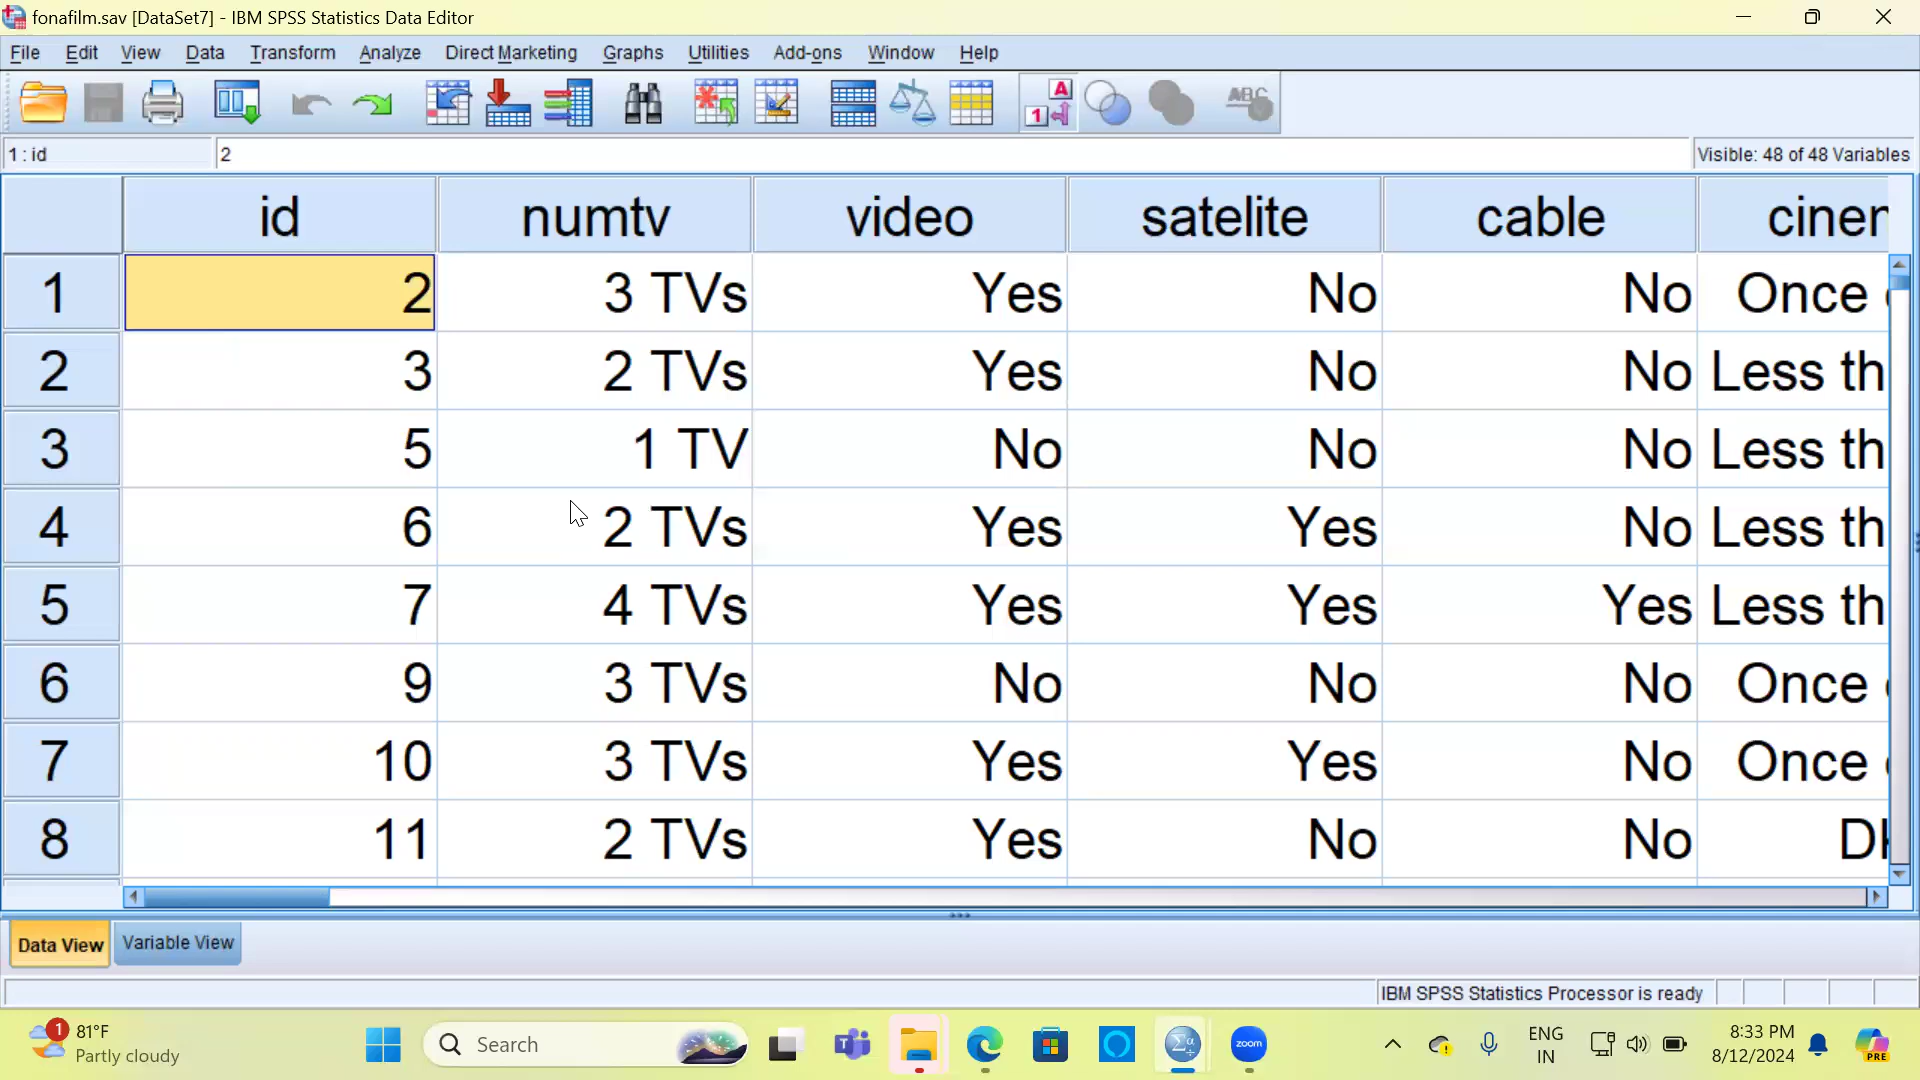 fonafilm.sav [DataSet7] - IBM SPSS Statistics Data Editor
File Edit View Data Transform Analyze Direct Marketing Graphs Utilities Add-ons Window Help
A
1
ABC
1 : id 2 Visible: 48 of 48 Variables
id numtv video satelite cable ciner
1 2 3 TVs Yes No No Once
2 3 2 TVs Yes No No Less th
3 5 1 TV No No No Less th
4 6 2 TVs Yes Yes No Less th
5 7 4 TVs Yes Yes Yes Less th
6 9 3 TVs No No No Once
7 10 3 TVs Yes Yes No Once
8 11 2 TVs Yes No No
Data View Variable View
IBM SPSS Statistics Processor is ready
1 81°F
Partly cloudy
Search
zoom
ENG
IN
8:33 PM
8/12/2024
PRE